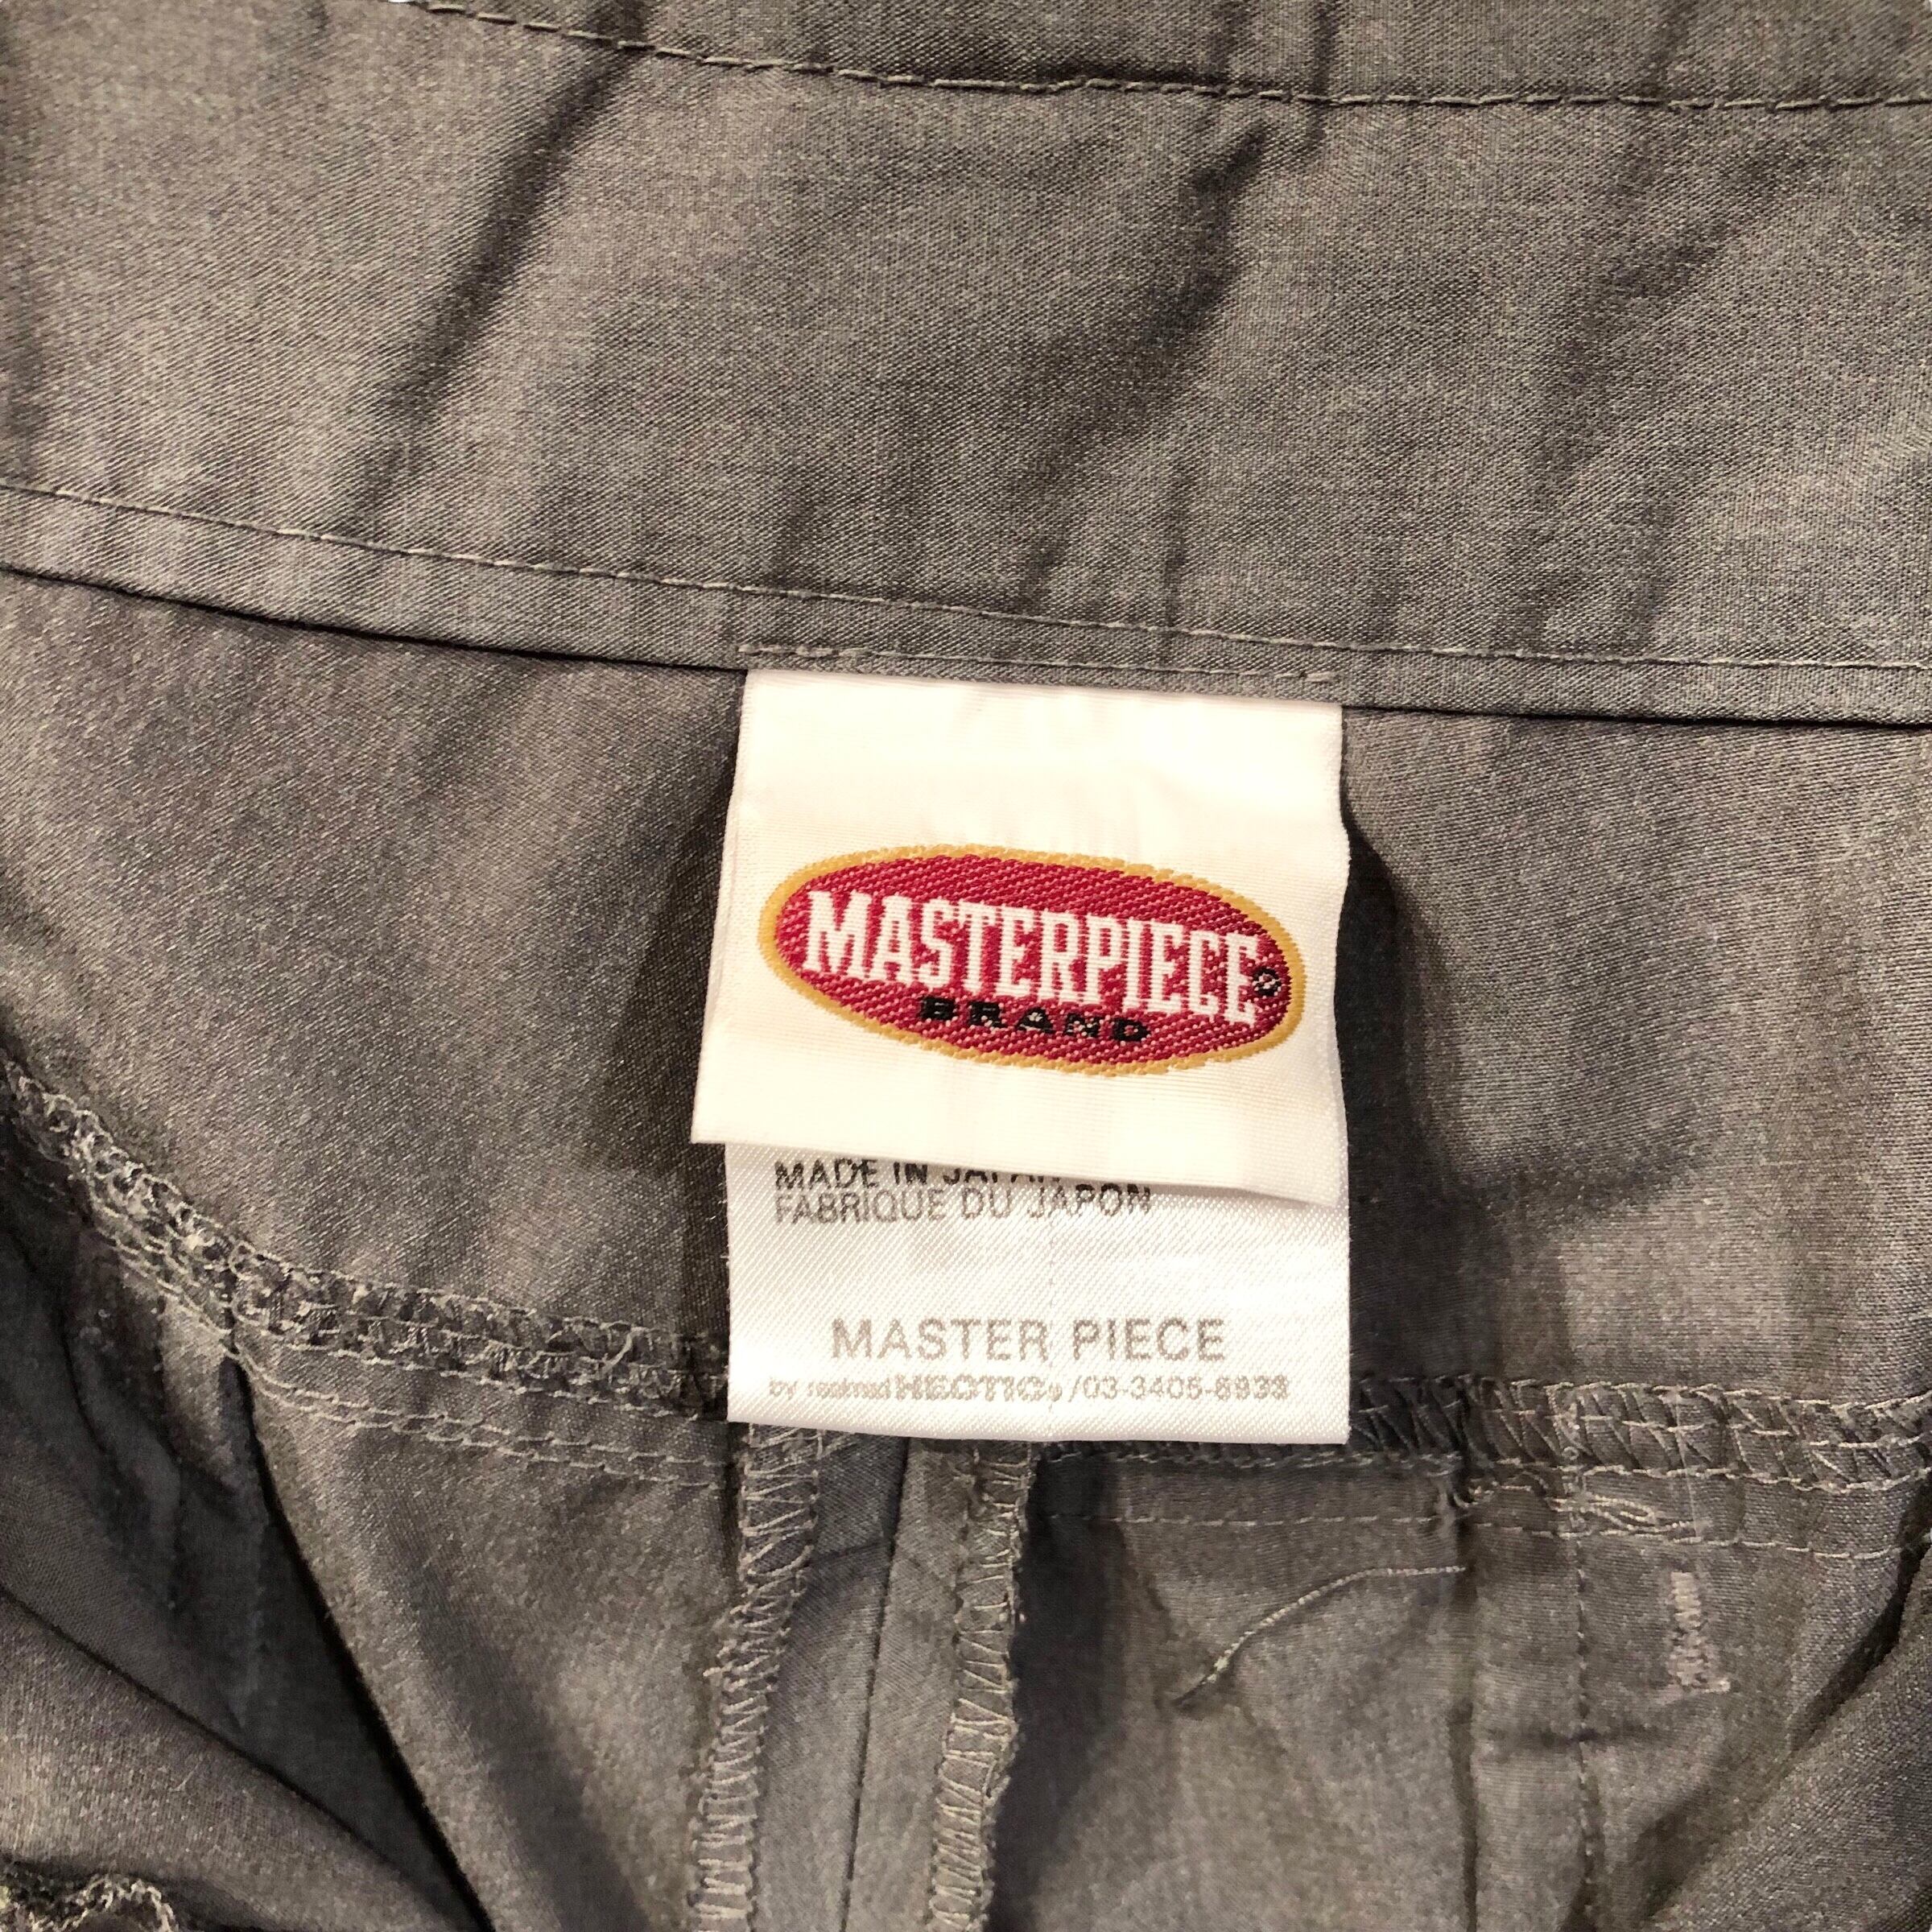 MASTERPIECE®
BRAND
MADE IN JAPAN
FABRIQUE DU JAPON
MASTER PIECE
by realmad HECTIC® /03-3405-6933